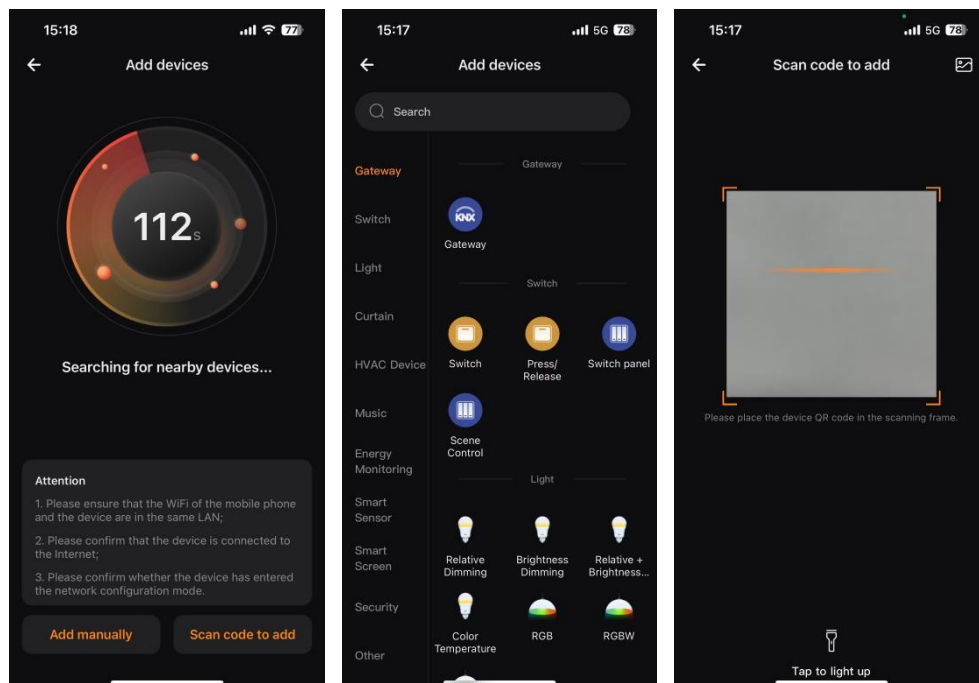 15:18
77
Add devices
112s
Searching for nearby devices...
Attention
1. Please ensure that the WiFi of the mobile phone
and the device are in the same LAN;
2. Please confirm that the device is connected to
the Internet;
3. Please confirm whether the device has entered
the network configuration mode.
Add manually
Scan code to add
15:17
5G 78
Add devices
Search
Gateway
Switch
Light
Curtain
HVAC Device
Music
Energy
Monitoring
Smart
Sensor
Smart
Screen
Security
Other
Gateway
KNX
Gateway
Switch
Switch
Press/
Release
Switch panel
Scene
Control
Light
Relative
Dimming
Brightness
Dimming
Relative +
Brightness...
Color
Temperature
RGB
RGBW
15:17
5G 78
Scan code to add
Please place the device QR code in the scanning frame.
Tap to light up